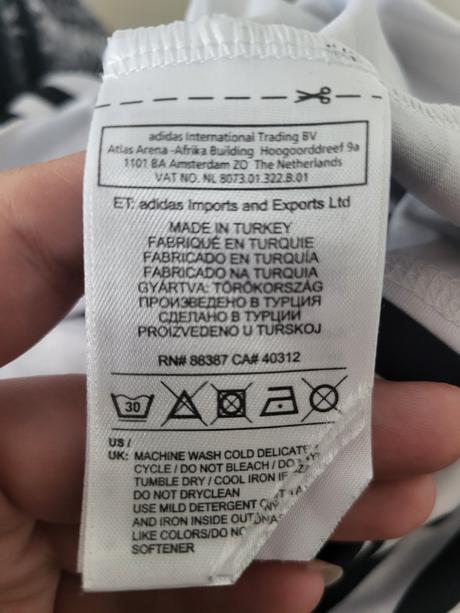 adidas International Trading BV
Atlas Arena -Afrika Building Hoogoorddreef 9a
1101 BA Amsterdam ZO The Netherlands
VAT NO. NL 8073.01.322.B.01
ET: adidas Imports and Exports Ltd
MADE IN TURKEY
FABRIQUÉ EN TURQUIE
FABRICADO EN TURQUÍA
FABRICADO NA TURQUIA
GYÁRTVA: TÖRÖKORSZÁG
ПРОИЗВЕДЕНО В ТУРЦИЯ
СДЕЛАНО В ТУРЦИИ
PROIZVEDENO U TURSKOJ
RN# 88387 CA# 40312
30
US /
UK: MACHINE WASH COLD DELICATE
CYCLE / DO NOT BLEACH / DO
TUMBLE DRY / COOL IRON IF
DO NOT DRYCLEAN
USE MILD DETERGENT
AND IRON INSIDE OUT/
LIKE COLORS/DO
SOFTENER